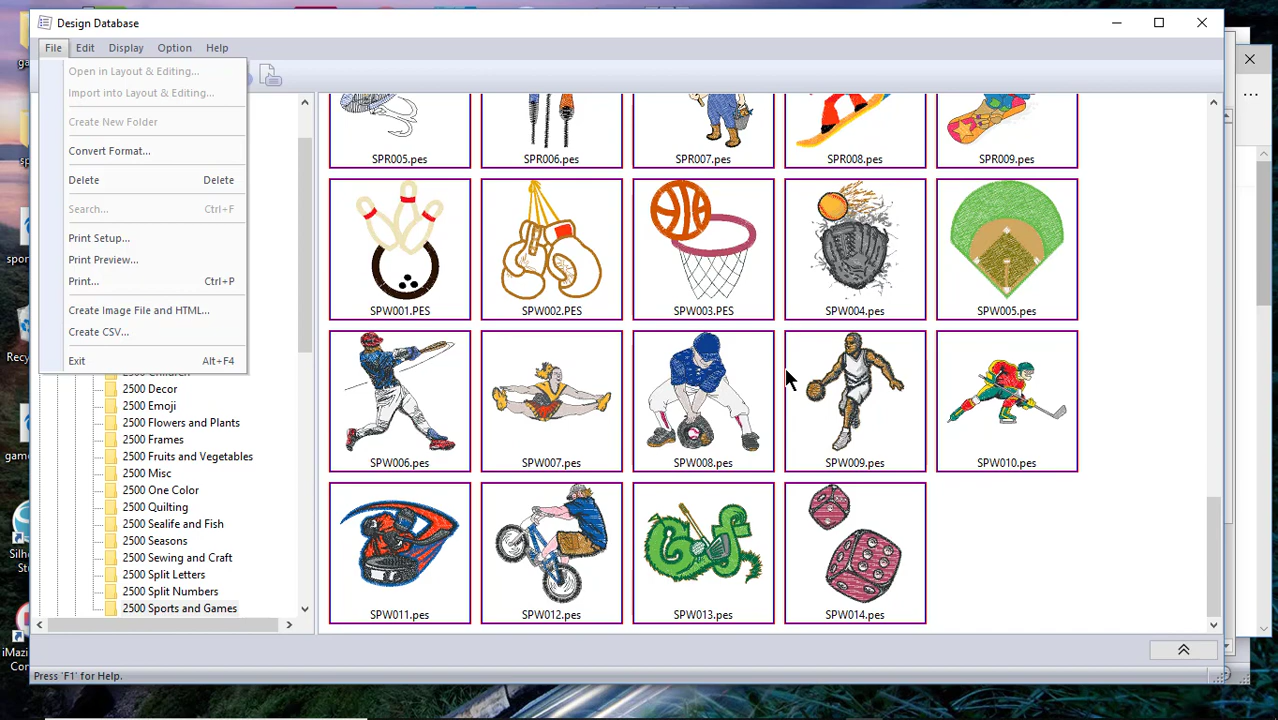 Design Database
File Edit Display Option Help
Open in Layout & Editing...
Import into Layout & Editing...
Create New Folder
Convert Format...
Delete Delete
Search... Ctrl+F
Print Setup...
Print Preview...
Print... Ctrl+P
Create Image File and HTML...
Create CSV...
Exit Alt+F4
2500 Decor
2500 Emoji
2500 Flowers and Plants
2500 Frames
2500 Fruits and Vegetables
2500 Misc
2500 One Color
2500 Quilting
2500 Sealife and Fish
2500 Seasons
2500 Sewing and Craft
2500 Split Letters
2500 Split Numbers
2500 Sports and Games
SPR005.pes SPR006.pes SPR007.pes SPR008.pes SPR009.pes
SPW001.PES SPW002.PES SPW003.PES SPW004.pes SPW005.pes
SPW006.pes SPW007.pes SPW008.pes SPW009.pes SPW010.pes
SPW011.pes SPW012.pes SPW013.pes SPW014.pes
Press 'F1' for Help.